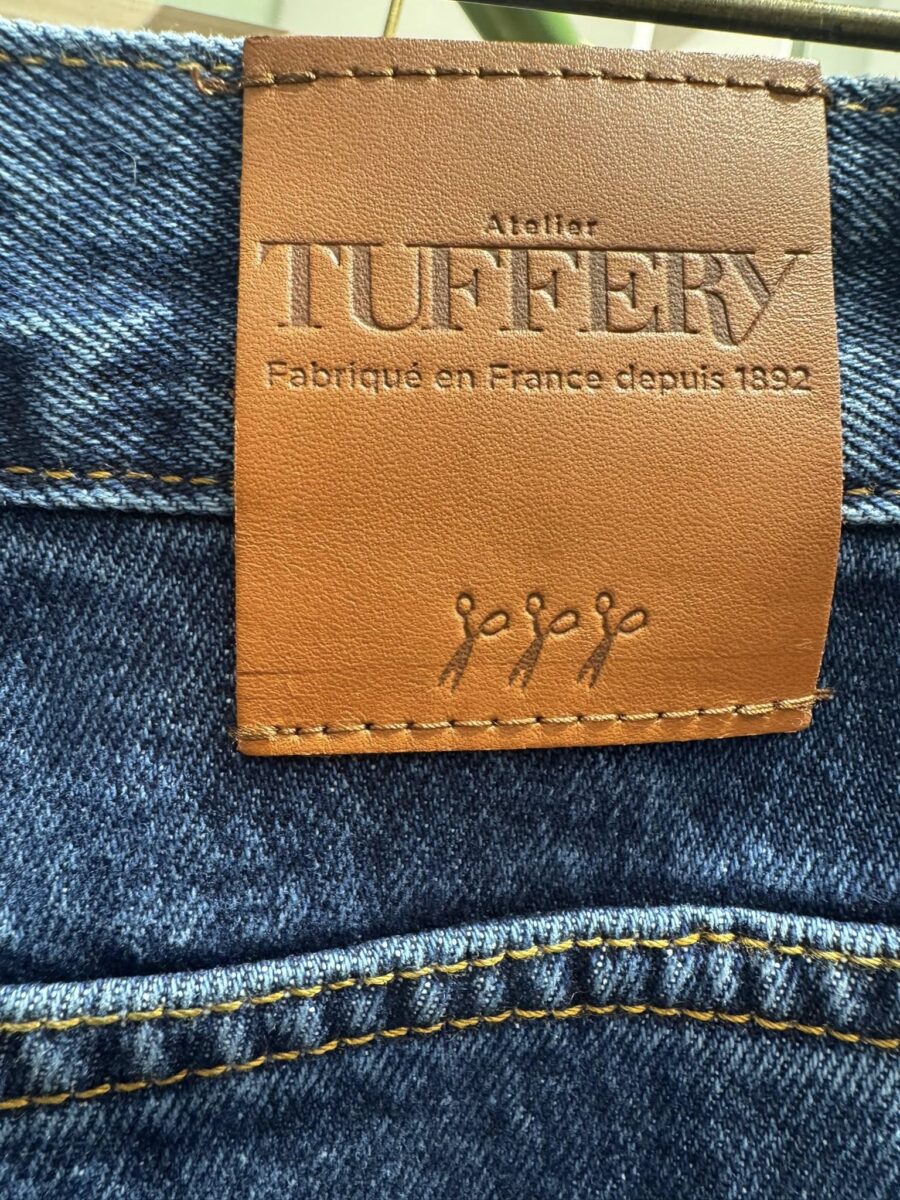 Atelier
TUFFERY
Fabriqué en France depuis 1892